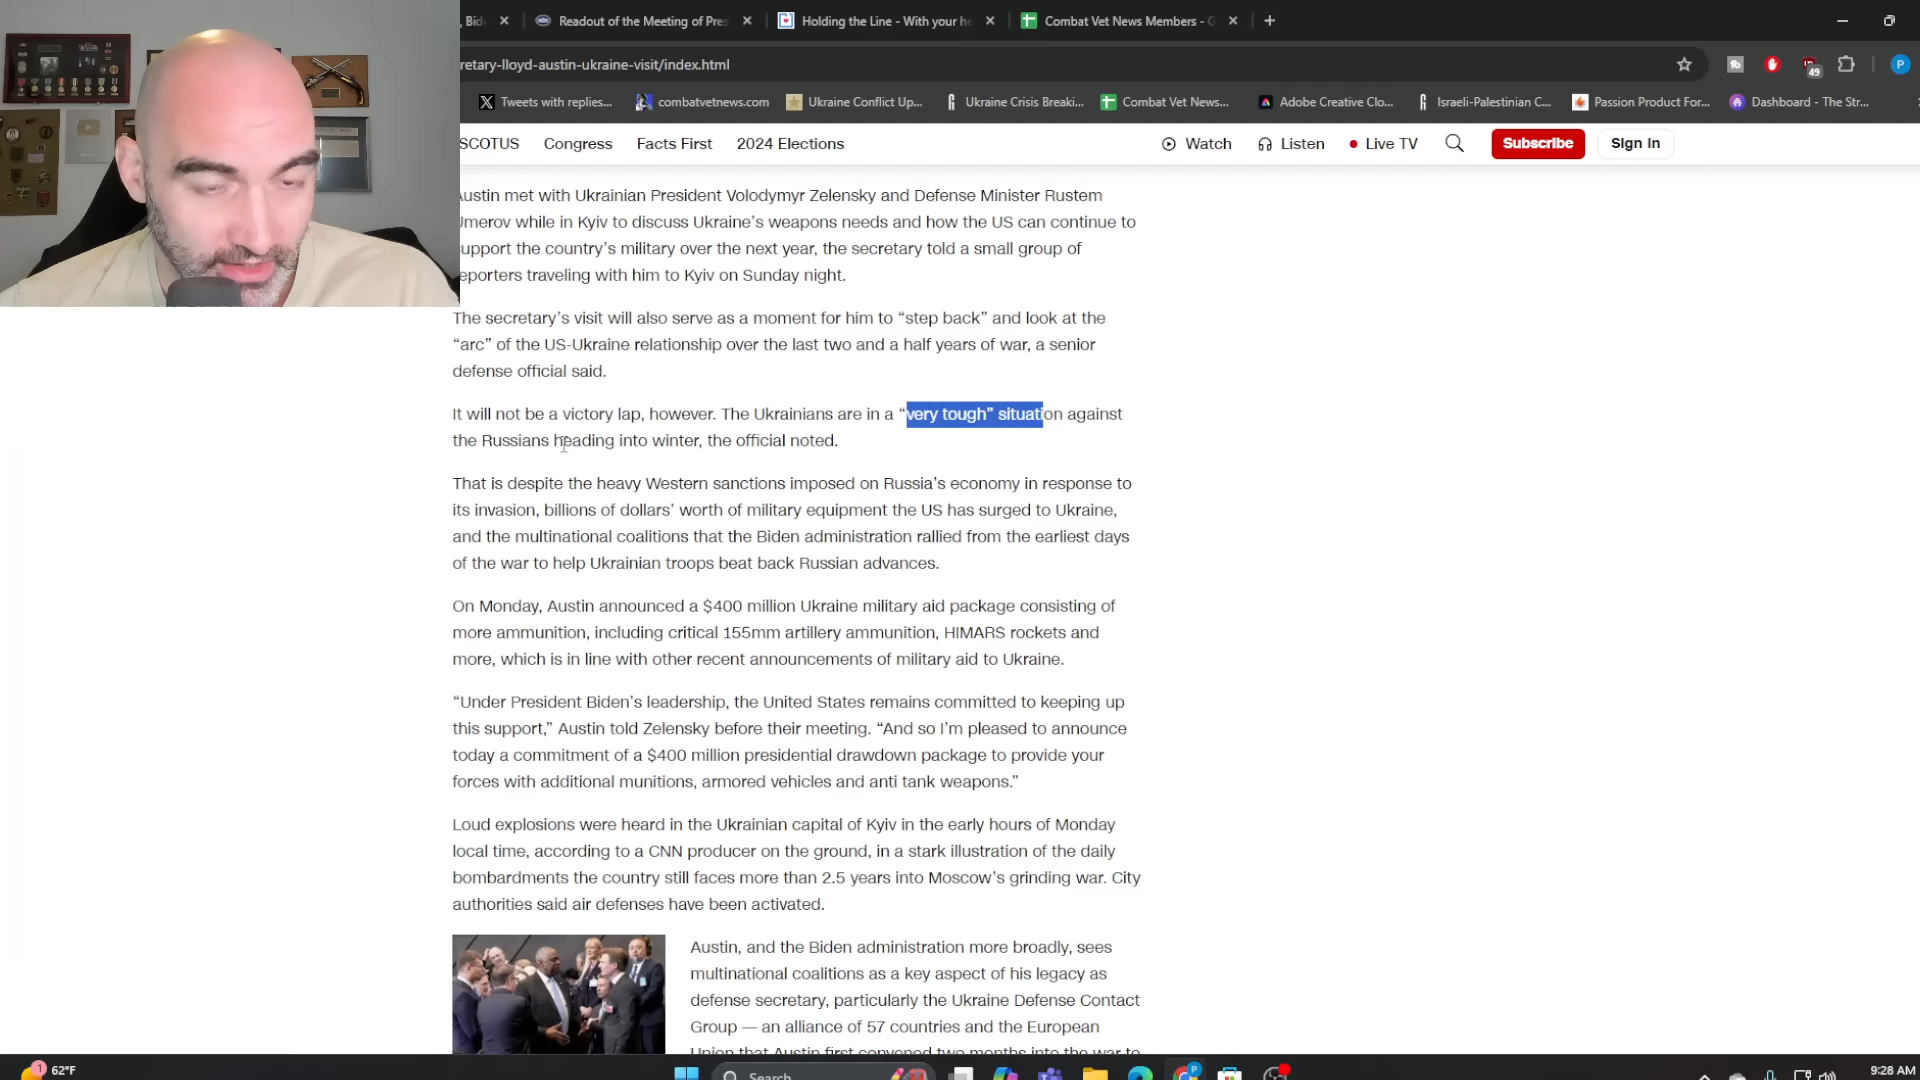 , Bid
Readout of the Meeting of Pres
Holding the Line - With your he
Combat Vet News Members - G
retary-lloyd-austin-ukraine-visit/index.html
49
P
Tweets with replies...
combatvetnews.com
Ukraine Conflict Up...
Ukraine Crisis Breaki...
Combat Vet News...
Adobe Creative Clo...
Israeli-Palestinian C...
Passion Product For...
Dashboard - The Str...
SCOTUS Congress Facts First 2024 Elections Watch Listen Live TV Subscribe Sign in
Austin met with Ukrainian President Volodymyr Zelensky and Defense Minister Rustem
Umerov while in Kyiv to discuss Ukraine’s weapons needs and how the US can continue to
support the country’s military over the next year, the secretary told a small group of
reporters traveling with him to Kyiv on Sunday night.
The secretary’s visit will also serve as a moment for him to “step back” and look at the
“arc” of the US-Ukraine relationship over the last two and a half years of war, a senior
defense official said.
It will not be a victory lap, however. The Ukrainians are in a “very tough” situation against
the Russians heading into winter, the official noted.
That is despite the heavy Western sanctions imposed on Russia’s economy in response to
its invasion, billions of dollars’ worth of military equipment the US has surged to Ukraine,
and the multinational coalitions that the Biden administration rallied from the earliest days
of the war to help Ukrainian troops beat back Russian advances.
On Monday, Austin announced a $400 million Ukraine military aid package consisting of
more ammunition, including critical 155mm artillery ammunition, HIMARS rockets and
more, which is in line with other recent announcements of military aid to Ukraine.
“Under President Biden’s leadership, the United States remains committed to keeping up
this support,” Austin told Zelensky before their meeting. “And so I’m pleased to announce
today a commitment of a $400 million presidential drawdown package to provide your
forces with additional munitions, armored vehicles and anti tank weapons.”
Loud explosions were heard in the Ukrainian capital of Kyiv in the early hours of Monday
local time, according to a CNN producer on the ground, in a stark illustration of the daily
bombardments the country still faces more than 2.5 years into Moscow’s grinding war. City
authorities said air defenses have been activated.
Austin, and the Biden administration more broadly, sees
multinational coalitions as a key aspect of his legacy as
defense secretary, particularly the Ukraine Defense Contact
Group — an alliance of 57 countries and the European
Union that Austin first convened two months into the war to
1
62°F
Search
P
9:28 AM